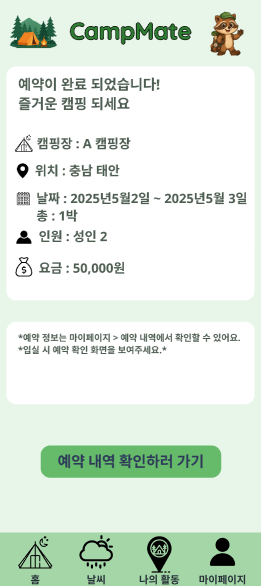 CampMate
예약이 완료 되었습니다!
즐거운 캠핑 되세요
캠핑장 : A 캠핑장
위치 : 충남 태안
날짜 : 2025년5월2일 ~ 2025년5월 3일
총 : 1박
인원 : 성인 2
요금 : 50,000원
*예약 정보는 마이페이지 > 예약 내역에서 확인할 수 있어요.
*입실 시 예약 확인 화면을 보여주세요.*
예약 내역 확인하러 가기
홈 날씨 나의 활동 마이페이지